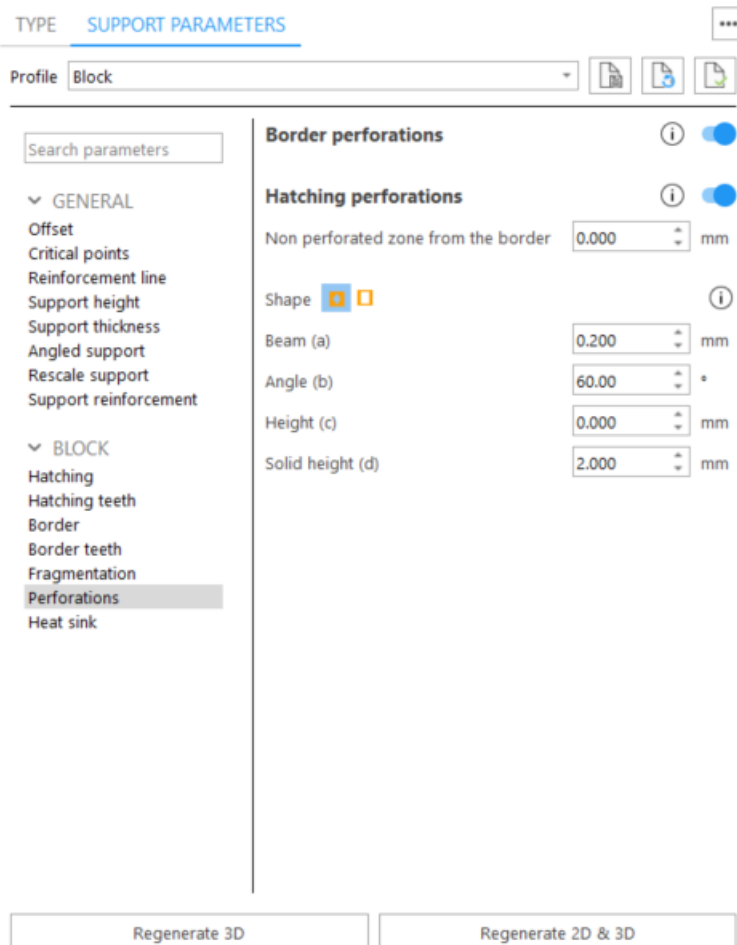 TYPE SUPPORT PARAMETERS
Profile Block
Search parameters
GENERAL
Offset
Critical points
Reinforcement line
Support height
Support thickness
Angled support
Rescale support
Support reinforcement
BLOCK
Hatching
Hatching teeth
Border
Border teeth
Fragmentation
Perforations
Heat sink
Border perforations
Hatching perforations
Non perforated zone from the border 0.000 mm
Shape
Beam (a) 0.200 mm
Angle (b) 60.00 °
Height (c) 0.000 mm
Solid height (d) 2.000 mm
Regenerate 3D Regenerate 2D & 3D